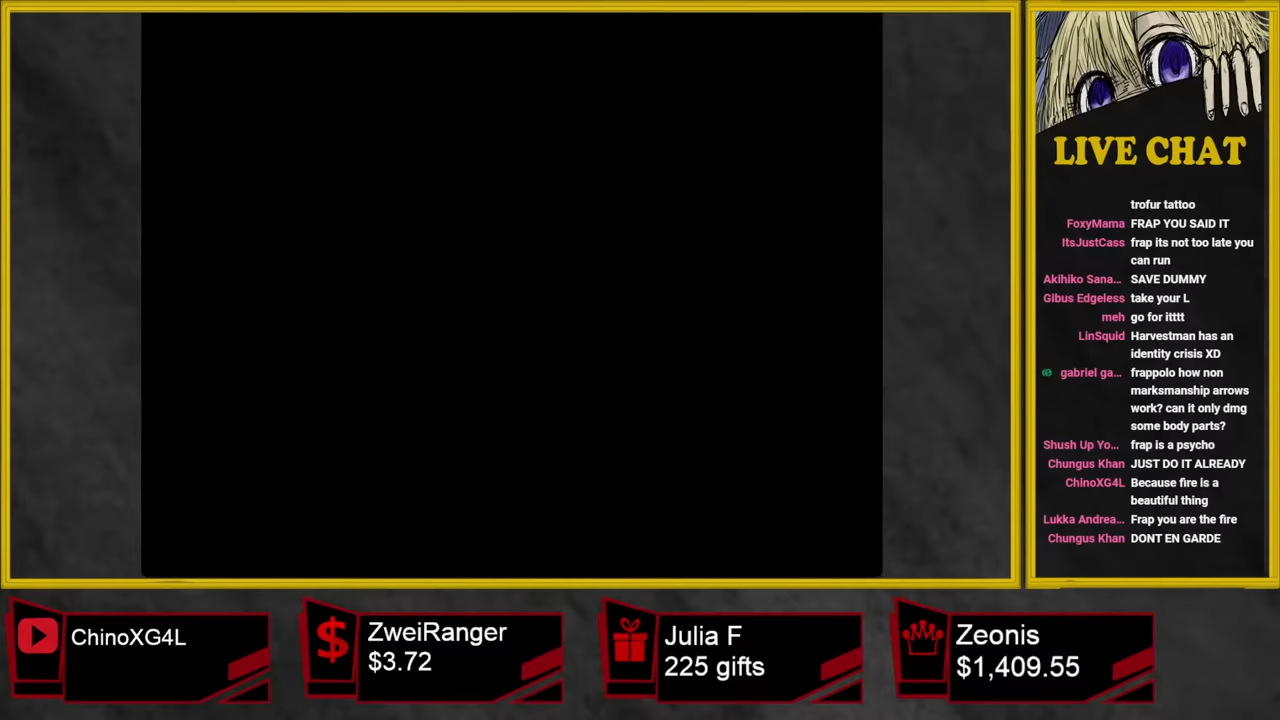 LIVE CHAT
trofur tattoo
FoxyMama FRAP YOU SAID IT
ItsJustCass frap its not too late you
can run
Akihiko Sana... SAVE DUMMY
Gibus Edgeless take your L
meh go for itttt
LinSquid Harvestman has an
identity crisis XD
gabriel ga... frappolo how non
marksmanship arrows
work? can it only dmg
some body parts?
Shush Up Yo... frap is a psycho
Chungus Khan JUST DO IT ALREADY
ChinoXG4L Because fire is a
beautiful thing
Lukka Andrea... Frap you are the fire
Chungus Khan DONT EN GARDE
ChinoXG4L
ZweiRanger
$3.72
Julia F
225 gifts
Zeonis
$1,409.55